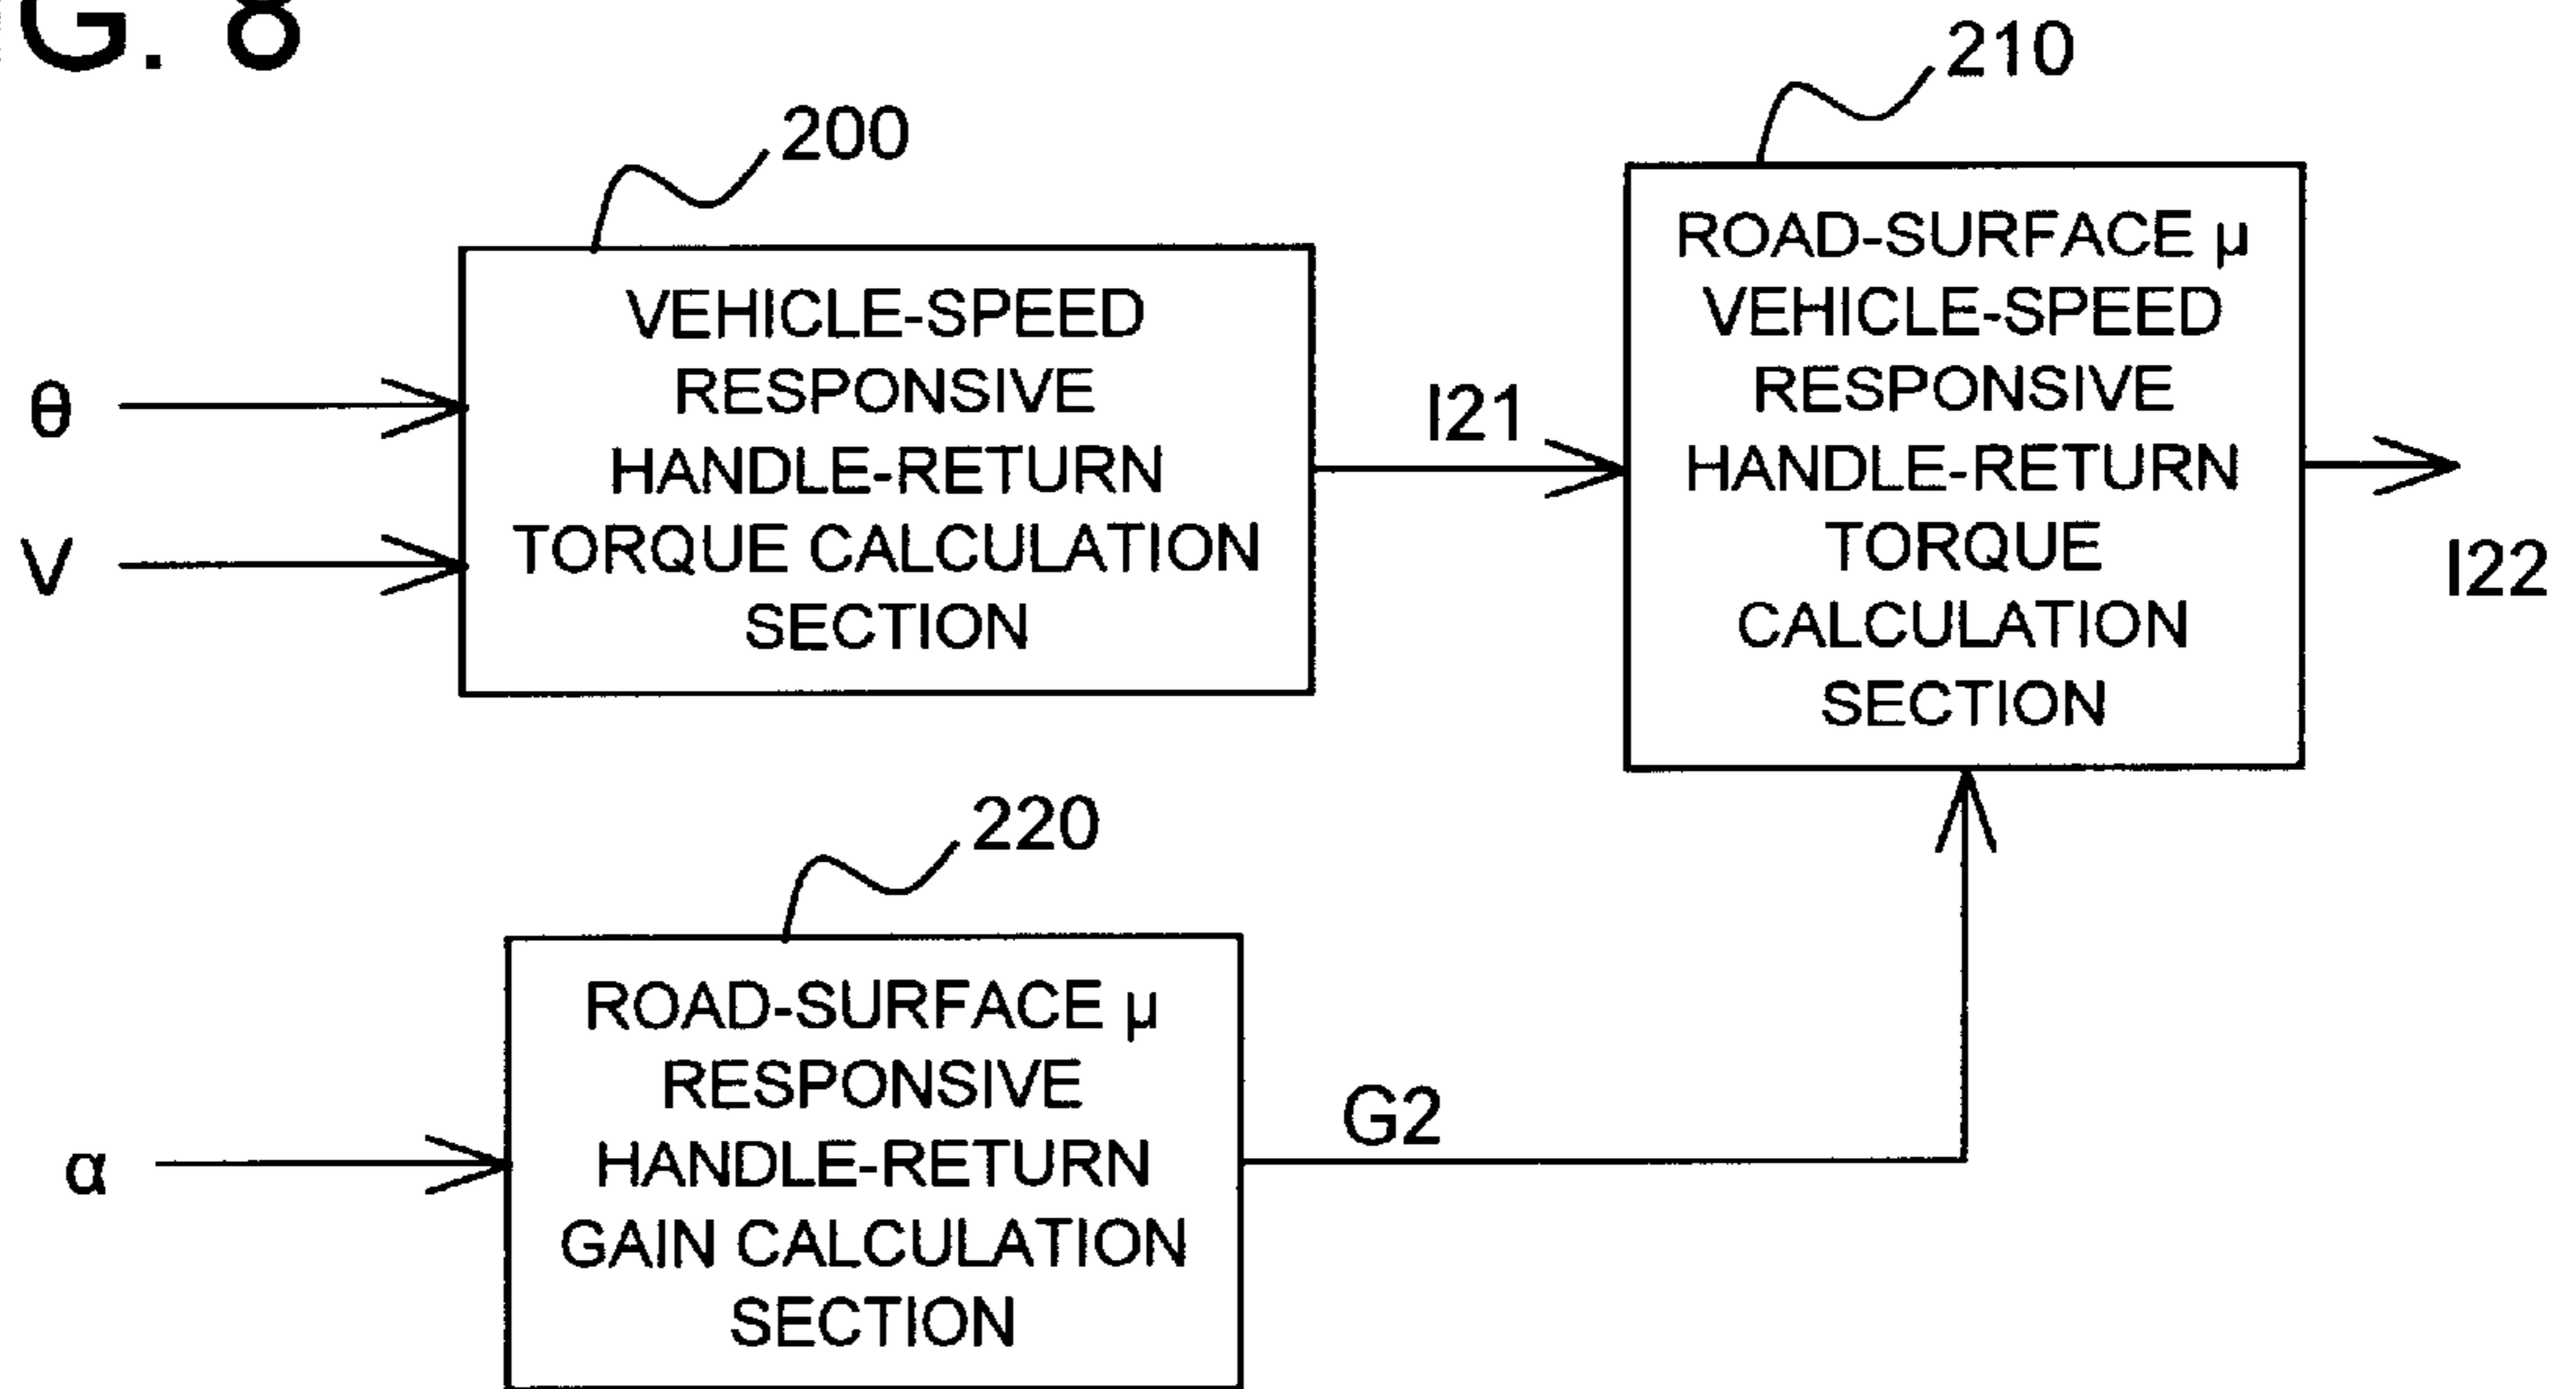 G. 8
200
210
θ
V
VEHICLE-SPEED
RESPONSIVE
HANDLE-RETURN
TORQUE CALCULATION
SECTION
I21
ROAD-SURFACE μ
VEHICLE-SPEED
RESPONSIVE
HANDLE-RETURN
TORQUE
CALCULATION
SECTION
I22
220
α
ROAD-SURFACE μ
RESPONSIVE
HANDLE-RETURN
GAIN CALCULATION
SECTION
G2